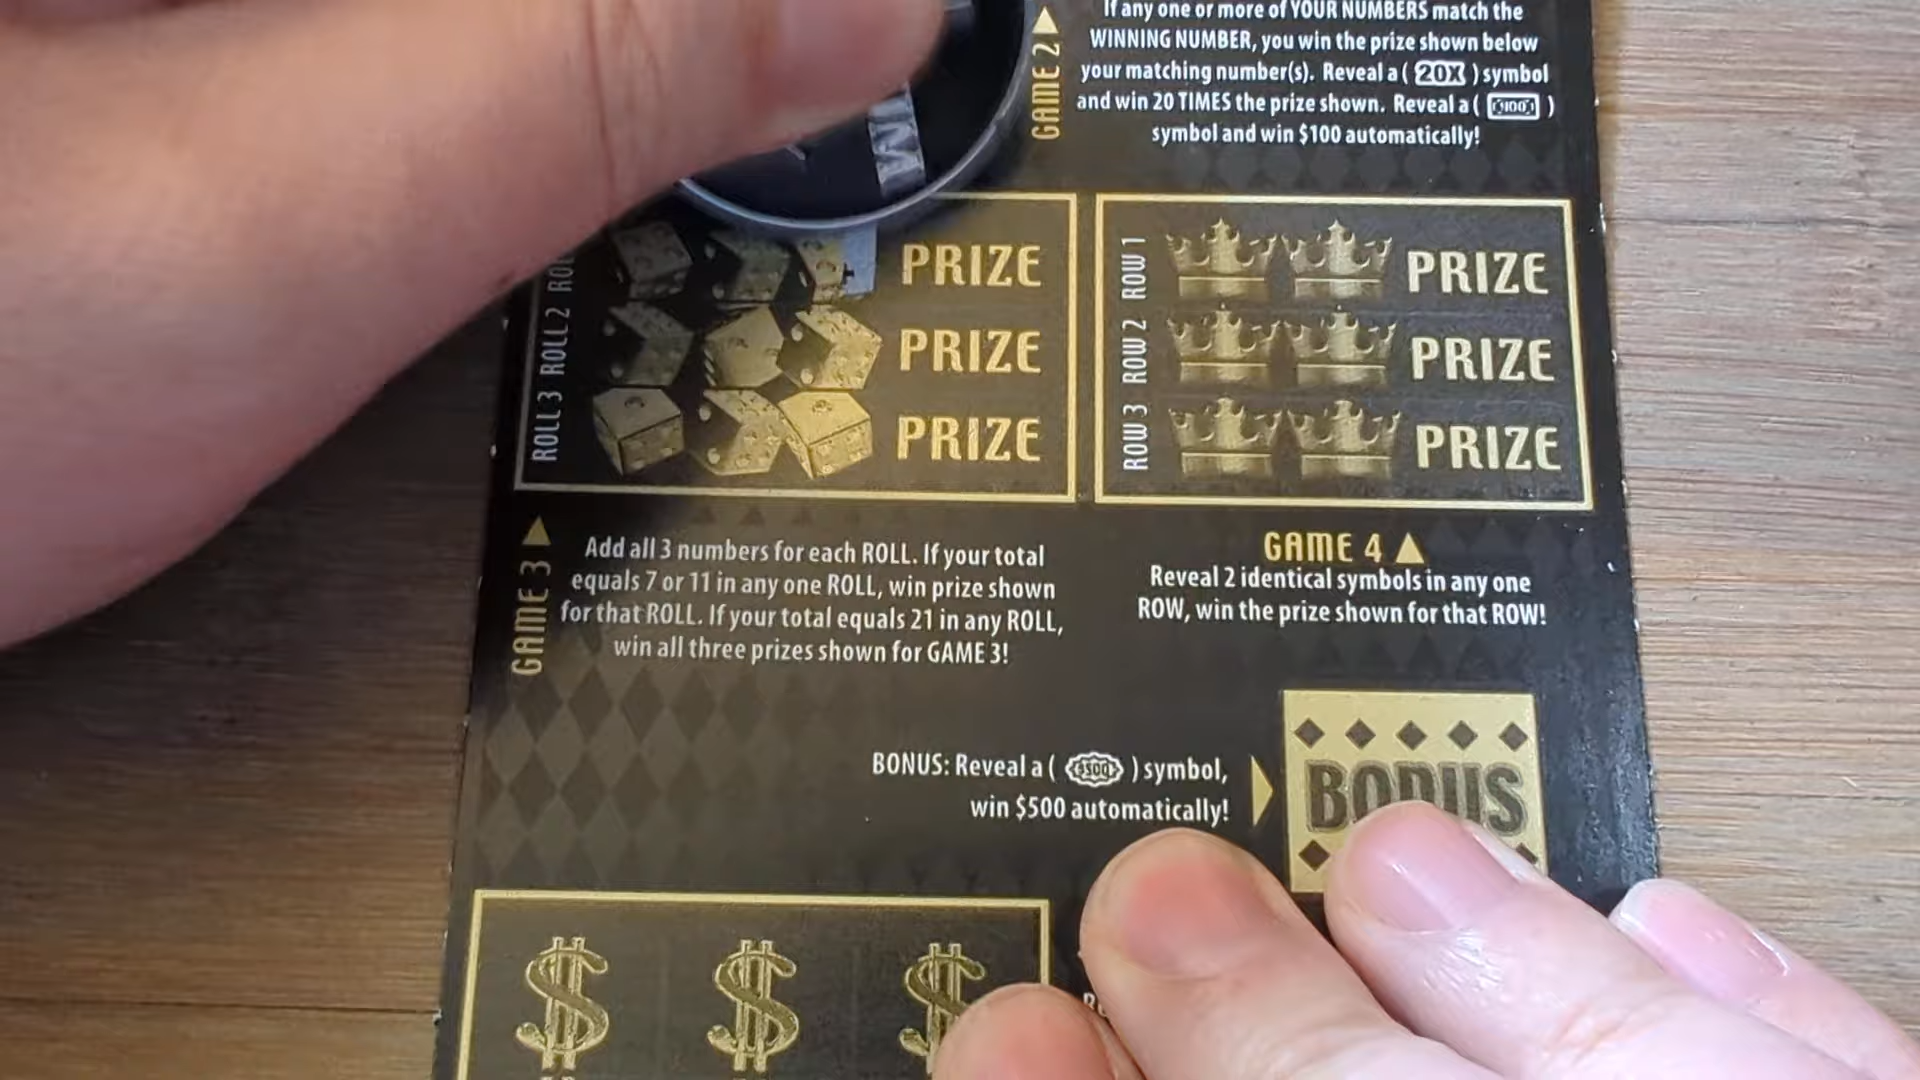 GAME 2
If any one or more of YOUR NUMBERS match the
WINNING NUMBER, you win the prize shown below
your matching number(s). Reveal a ( 20X ) symbol
and win 20 TIMES the prize shown. Reveal a ( $100 )
symbol and win $100 automatically!
PRIZE
ROLL 2
PRIZE
ROLL 3
PRIZE
ROW 1
PRIZE
ROW 2
PRIZE
ROW 3
PRIZE
GAME 3
Add all 3 numbers for each ROLL. If your total
equals 7 or 11 in any one ROLL, win prize shown
for that ROLL. If your total equals 21 in any ROLL,
win all three prizes shown for GAME 3!
GAME 4
Reveal 2 identical symbols in any one
ROW, win the prize shown for that ROW!
BONUS: Reveal a ( $500 ) symbol,
win $500 automatically!
BONUS
$ $ $